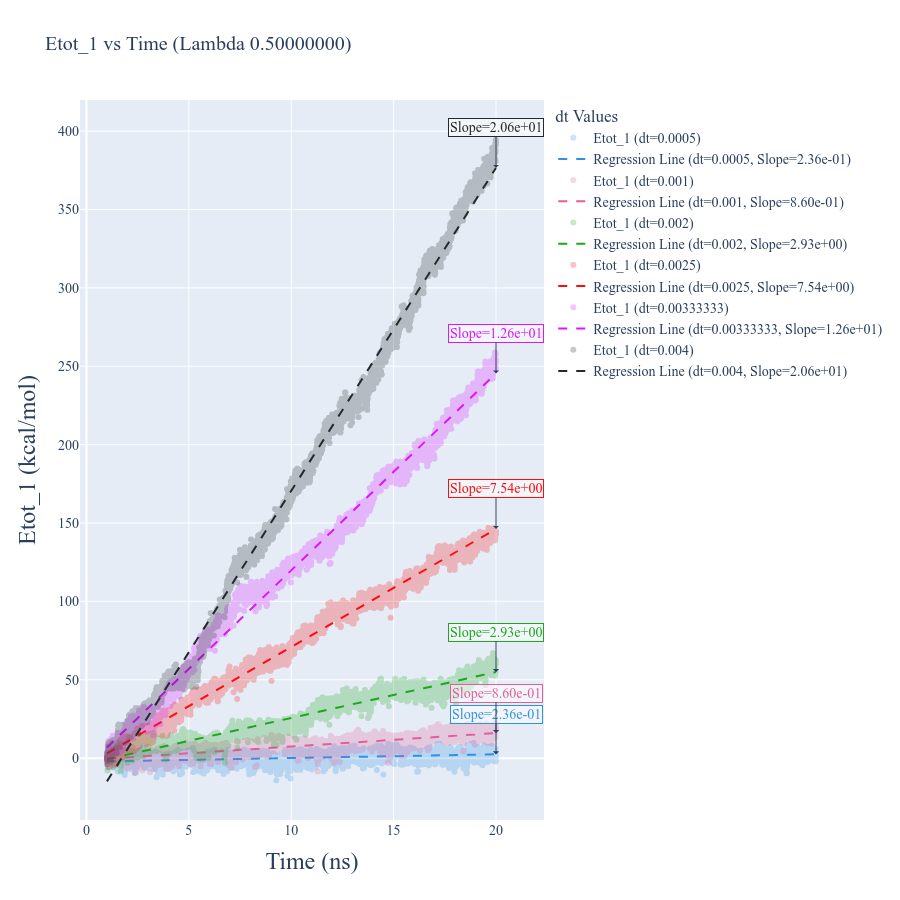 Etot_1 vs Time (Lambda 0.50000000)
dt Values
Etot_1 (dt=0.0005)
Regression Line (dt=0.0005, Slope=2.36e-01)
Etot_1 (dt=0.001)
Regression Line (dt=0.001, Slope=8.60e-01)
Etot_1 (dt=0.002)
Regression Line (dt=0.002, Slope=2.93e+00)
Etot_1 (dt=0.0025)
Regression Line (dt=0.0025, Slope=7.54e+00)
Etot_1 (dt=0.00333333)
Regression Line (dt=0.00333333, Slope=1.26e+01)
Etot_1 (dt=0.004)
Regression Line (dt=0.004, Slope=2.06e+01)
Slope=2.06e+01
Slope=1.26e+01
Slope=7.54e+00
Slope=2.93e+00
Slope=8.60e-01
Slope=2.36e-01
Etot_1 (kcal/mol)
400
350
300
250
200
150
100
50
0
0 5 10 15 20
Time (ns)